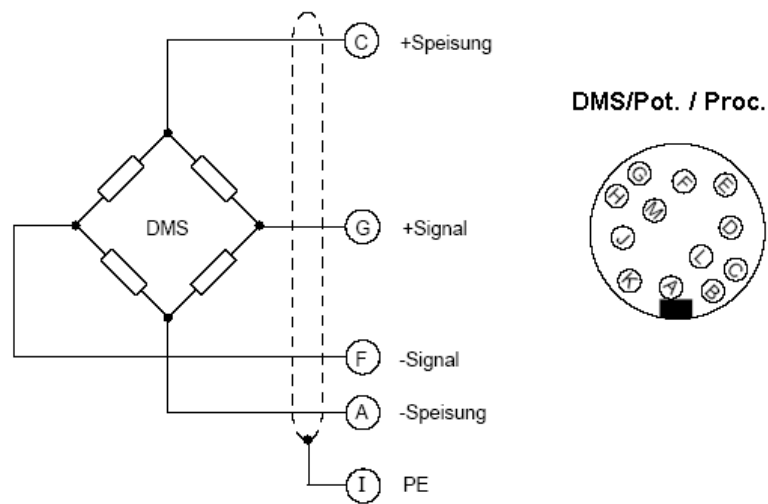 C +Speisung
DMS/Pot. / Proc.
DMS
G +Signal
F -Signal
A -Speisung
I PE
G
F
E
H
M
D
J
L
C
K
A
B